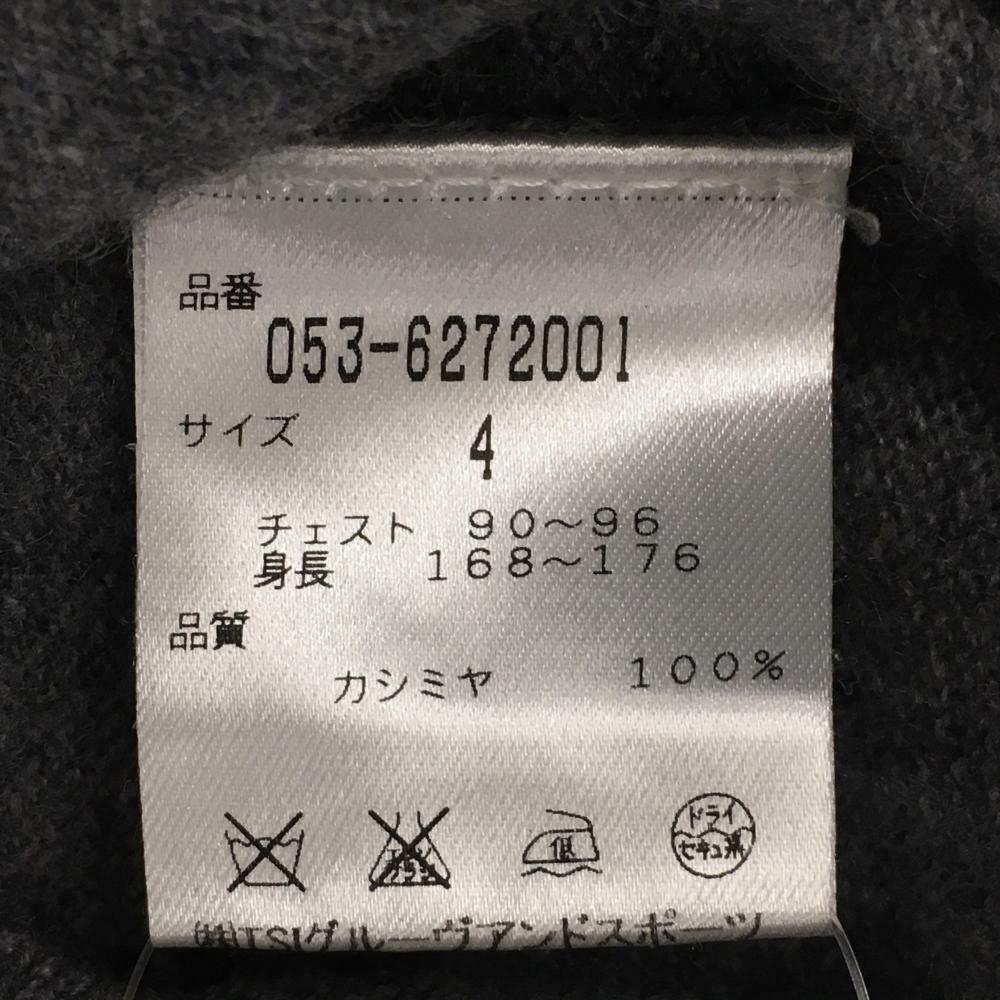 品番
053-6272001
サイズ 4
チェスト 90～96
身長 168～176
品質
カシミヤ 100%
低
ドライ
セキユ系
㈱TSIグルーヴアンドスポーツ